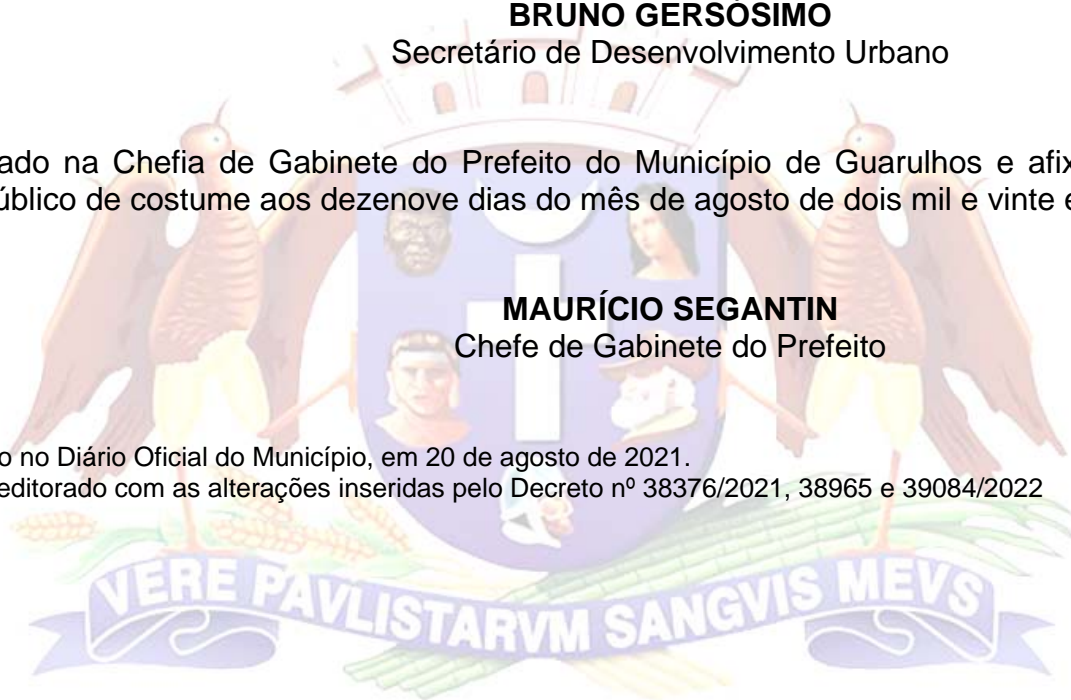 BRUNO GERSÓSIMO
Secretário de Desenvolvimento Urbano
ado na Chefia de Gabinete do Prefeito do Município de Guarulhos e afix
úblico de costume aos dezenove dias do mês de agosto de dois mil e vinte e
MAURÍCIO SEGANTIN
Chefe de Gabinete do Prefeito
o no Diário Oficial do Município, em 20 de agosto de 2021.
editorado com as alterações inseridas pelo Decreto nº 38376/2021, 38965 e 39084/2022
VERE PAVLISTARVM SANGVIS MEVS